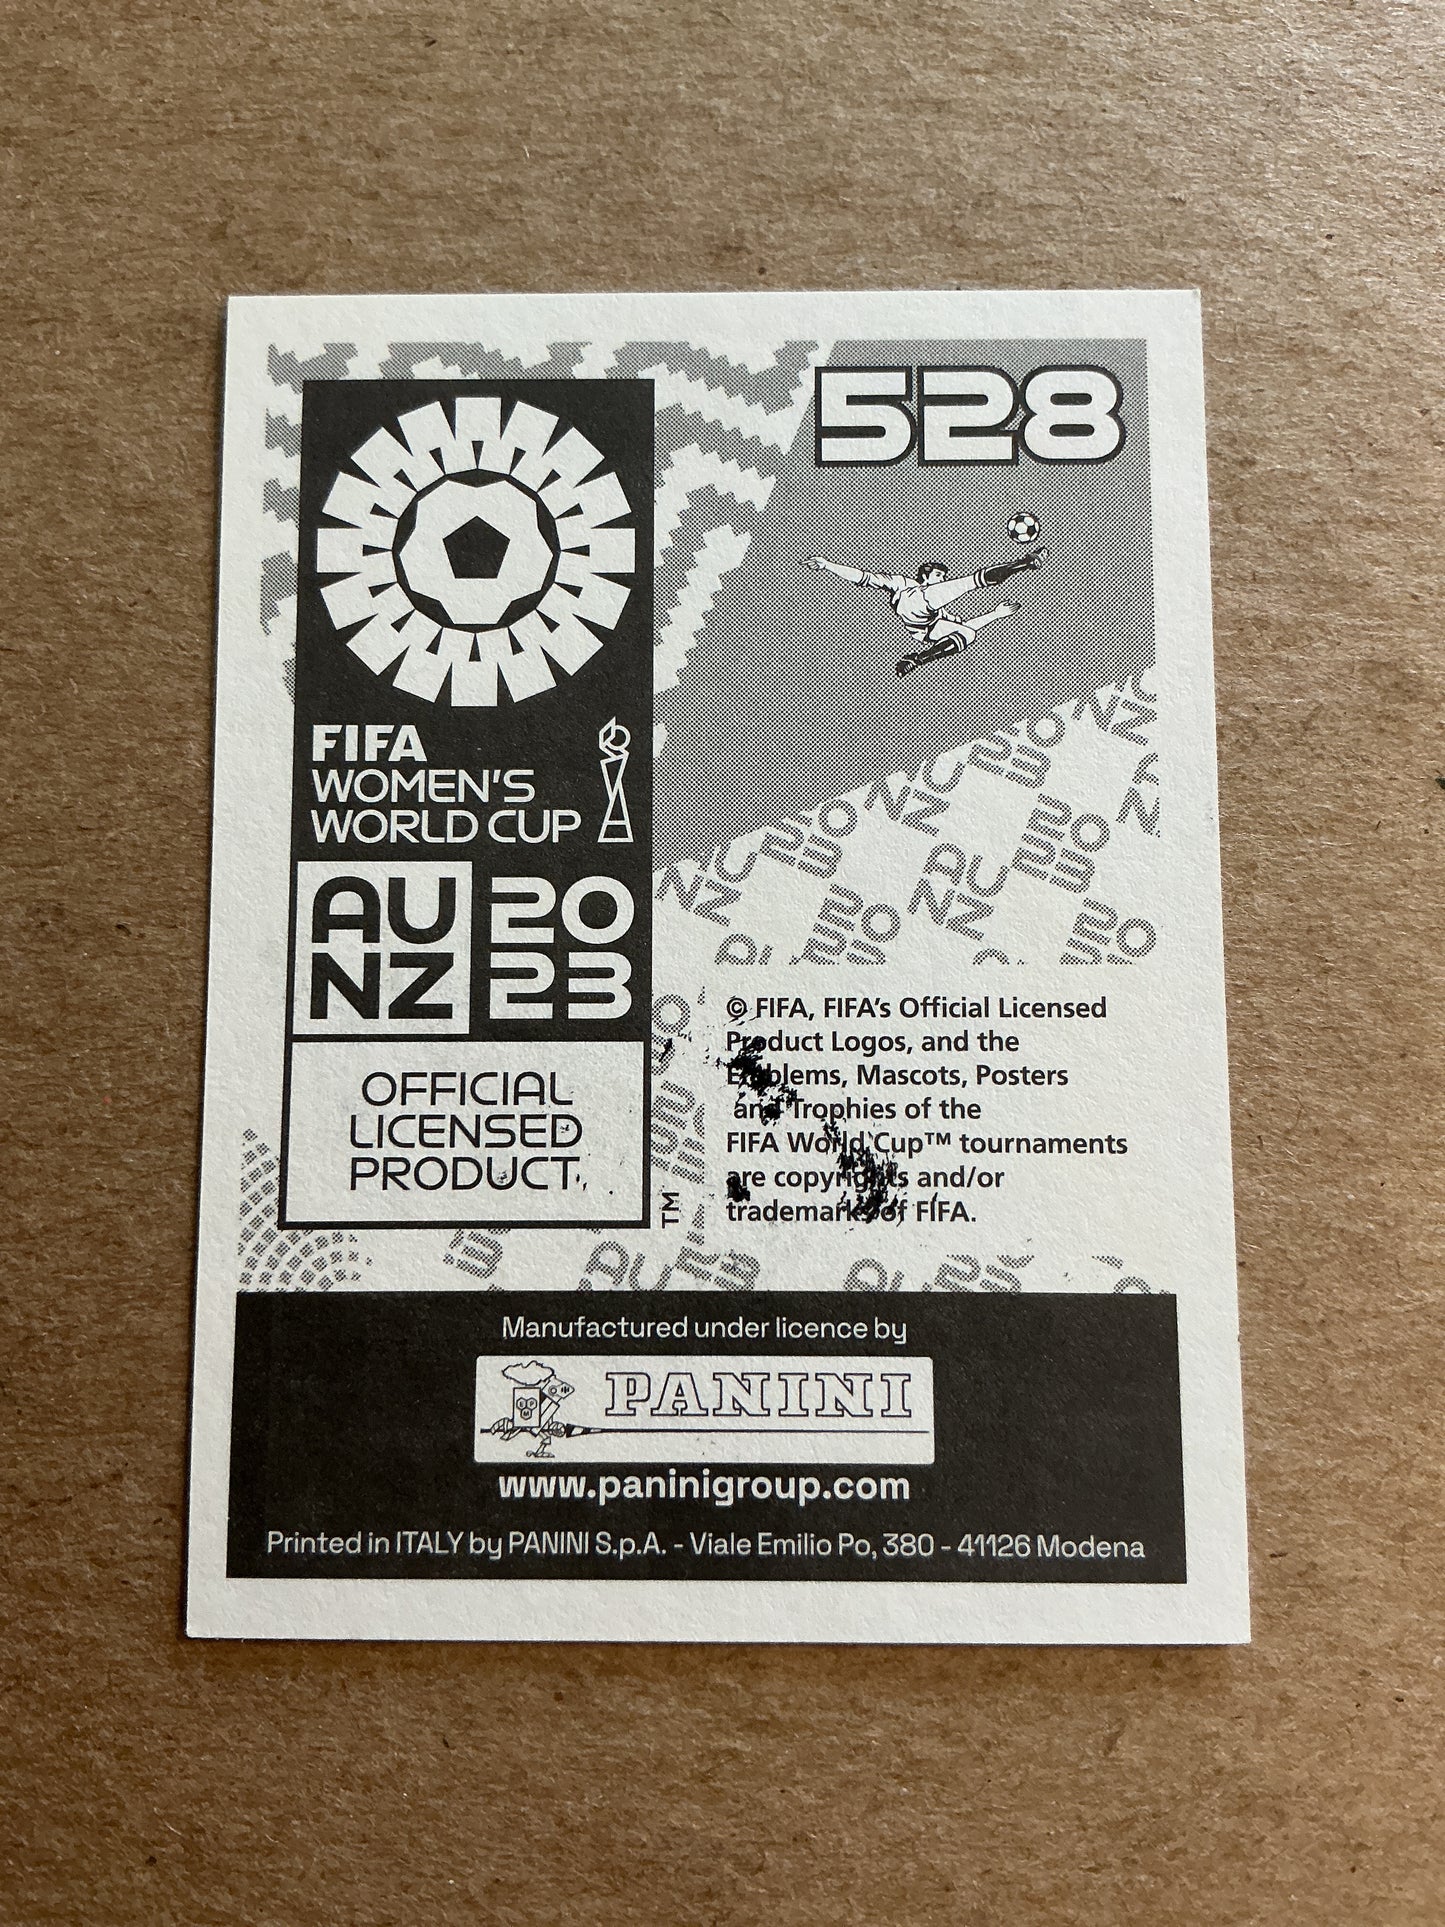 528
FIFA
WOMEN'S
WORLD CUP
AU 20
NZ 23
OFFICIAL
LICENSED
PRODUCT
TM
© FIFA, FIFA's Official Licensed
Product Logos, and the
Emblems, Mascots, Posters
and Trophies of the
FIFA World Cup™ tournaments
are copyrights and/or
trademarks of FIFA.
Manufactured under licence by
PANINI
www.paninigroup.com
Printed in ITALY by PANINI S.p.A. - Viale Emilio Po, 380 - 41126 Modena